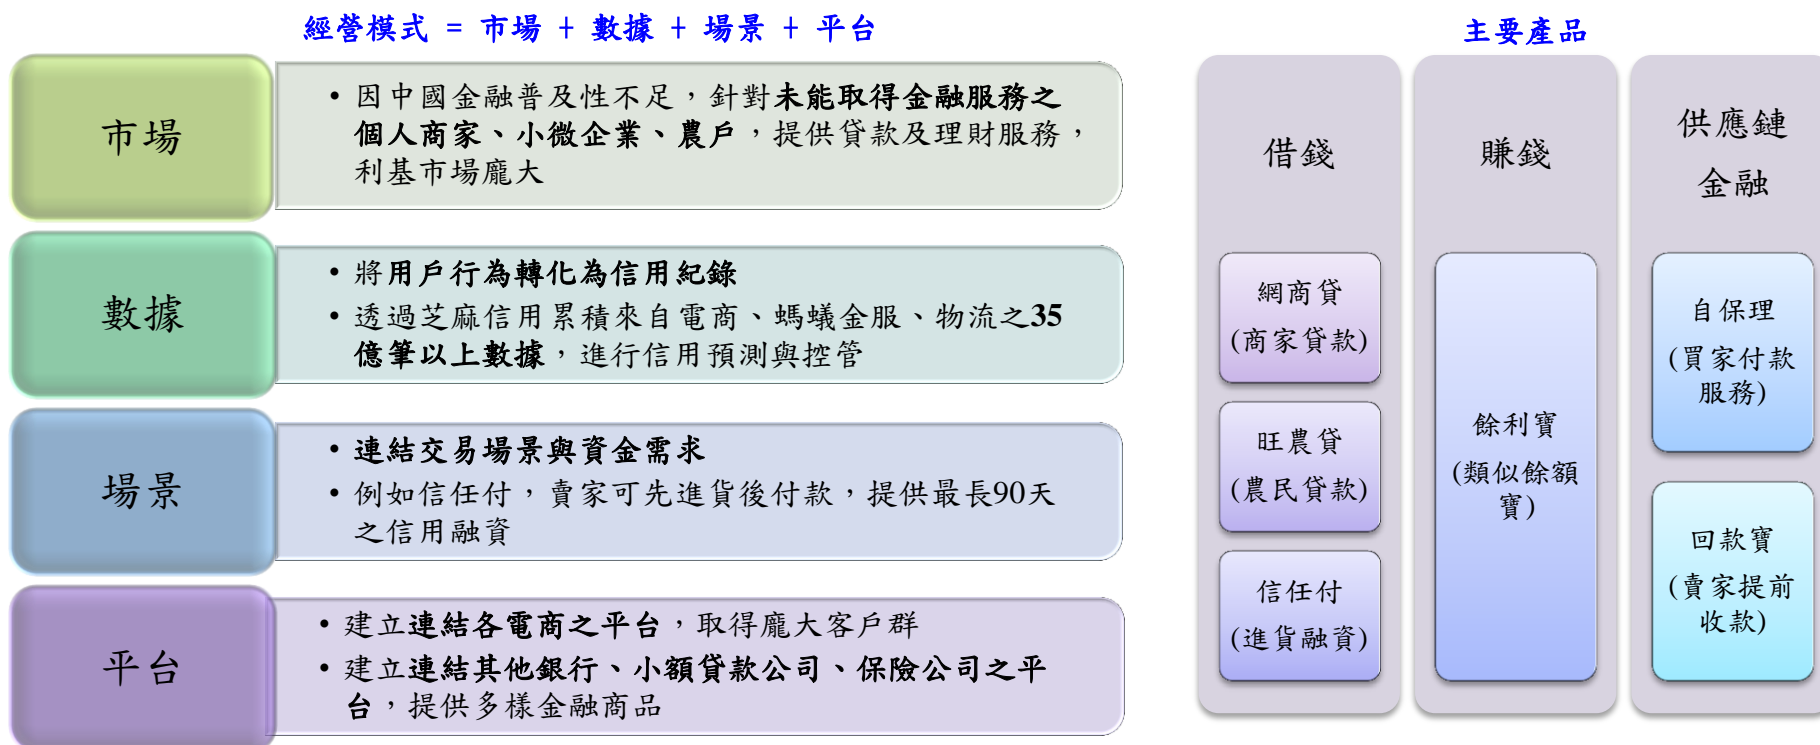 經營模式 = 市場 + 數據 + 場景 + 平台
市場
• 因中國金融普及性不足，針對未能取得金融服務之
個人商家、小微企業、農戶，提供貸款及理財服務，
利基市場龐大
數據
• 將用戶行為轉化為信用紀錄
• 透過芝麻信用累積來自電商、螞蟻金服、物流之35
億筆以上數據，進行信用預測與控管
場景
• 連結交易場景與資金需求
• 例如信任付，賣家可先進貨後付款，提供最長90天
之信用融資
平台
• 建立連結各電商之平台，取得龐大客戶群
• 建立連結其他銀行、小額貸款公司、保險公司之平
台，提供多樣金融商品
主要產品
借錢
網商貸
(商家貸款)
旺農貸
(農民貸款)
信任付
(進貨融資)
賺錢
餘利寶
(類似餘額
寶)
供應鏈
金融
自保理
(買家付款
服務)
回款寶
(賣家提前
收款)